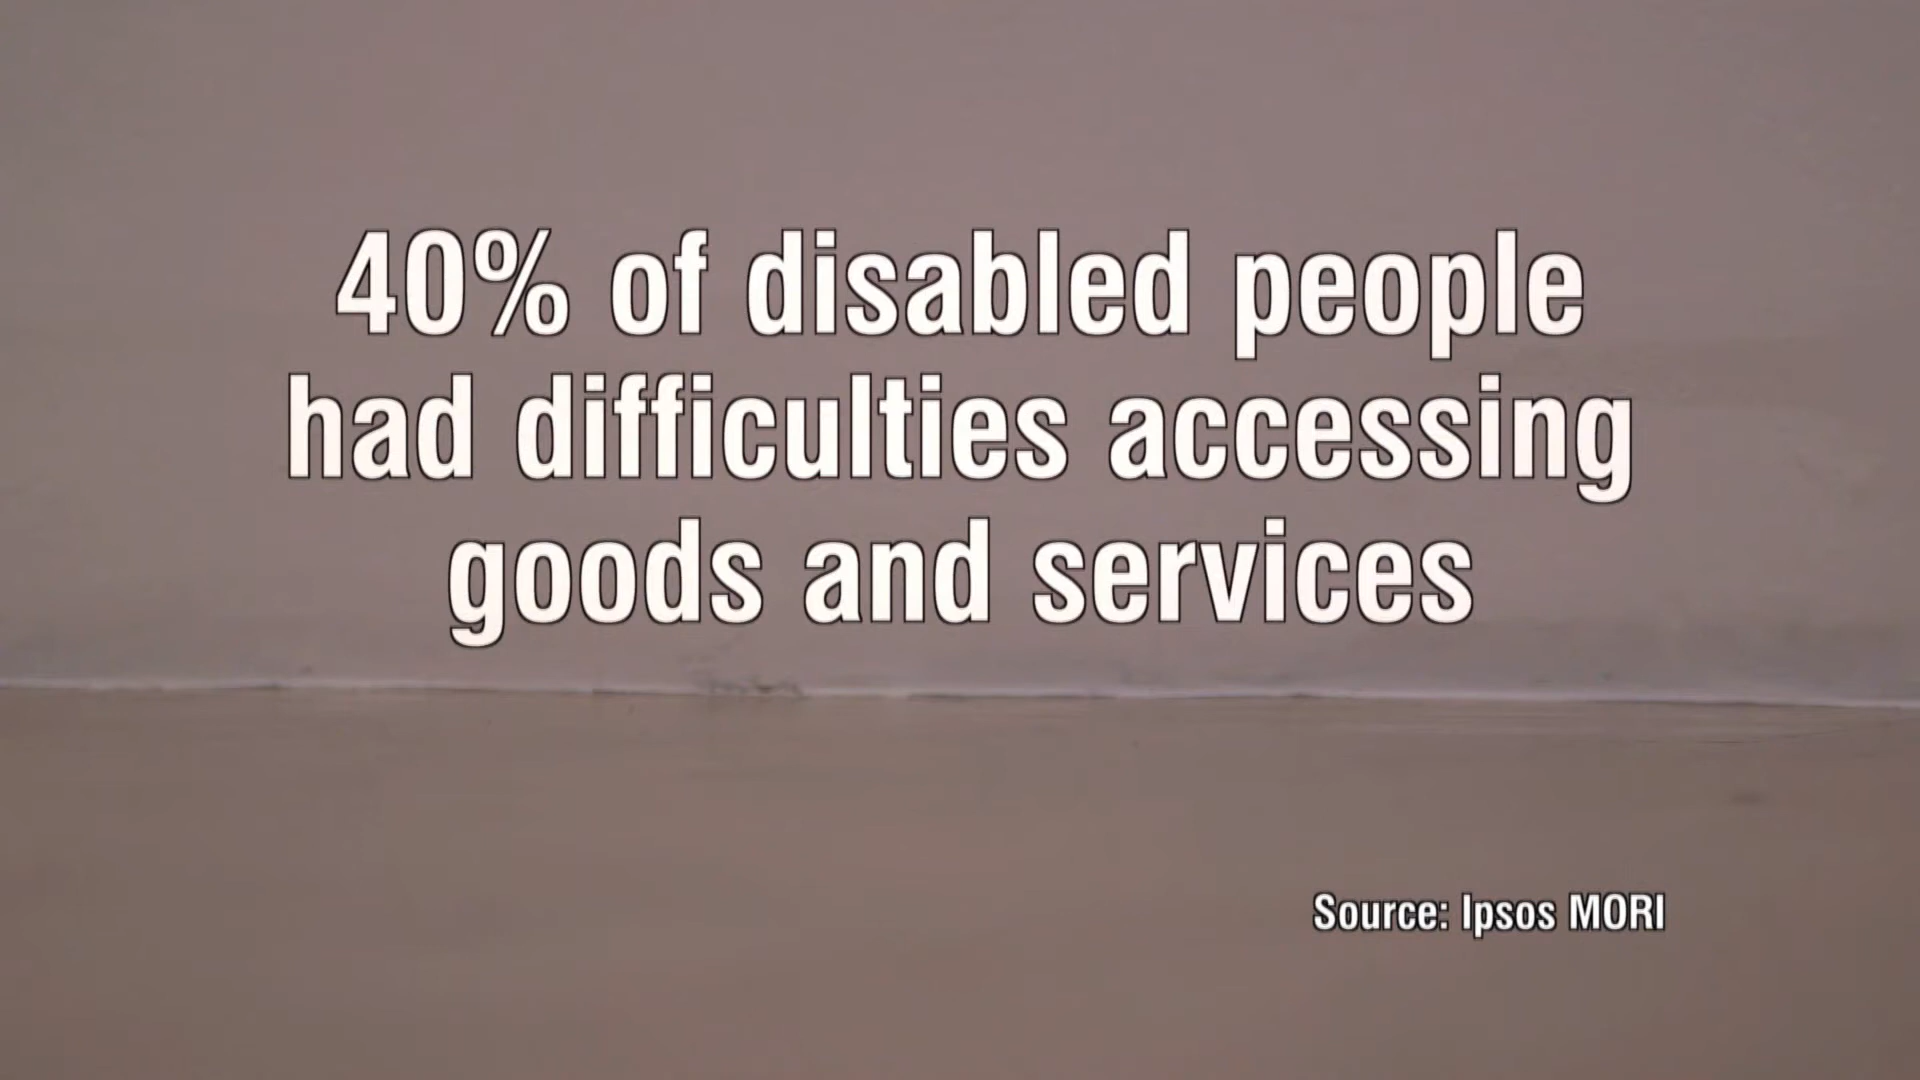 40% of disabled people
had difficulties accessing
goods and services
Source: Ipsos MORI